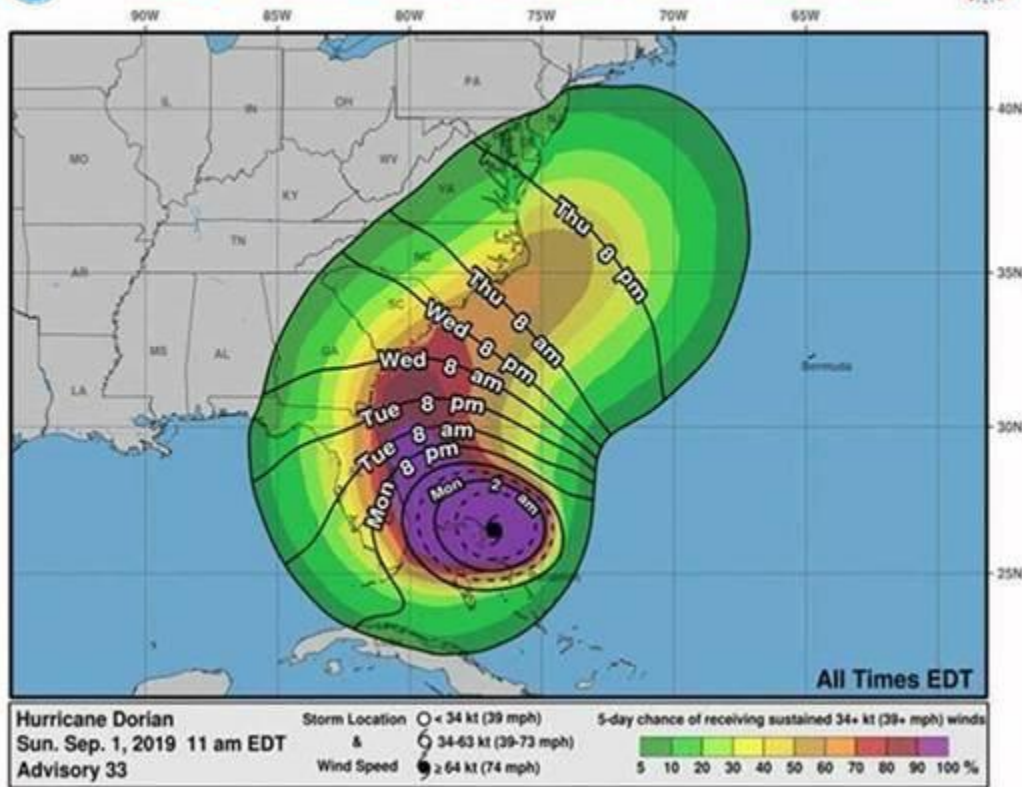 90W 85W 80W 75W 70W 65W
40N
35N
30N
25N
PA
IL IN OH
MO WV
KY VA
TN
NC
AR
SC
MS AL GA
LA
Bermuda
Thu 8 pm
Thu 8 am
Wed 8 pm
Wed 8 am
Tue 8 pm
Tue 8 am
Mon 8 pm
Mon 2 am
All Times EDT
Hurricane Dorian
Sun. Sep. 1, 2019 11 am EDT
Advisory 33
Storm Location
&
Wind Speed
< 34 kt (39 mph)
34-63 kt (39-73 mph)
≥ 64 kt (74 mph)
5-day chance of receiving sustained 34+ kt (39+ mph) winds
5 10 20 30 40 50 60 70 80 90 100 %